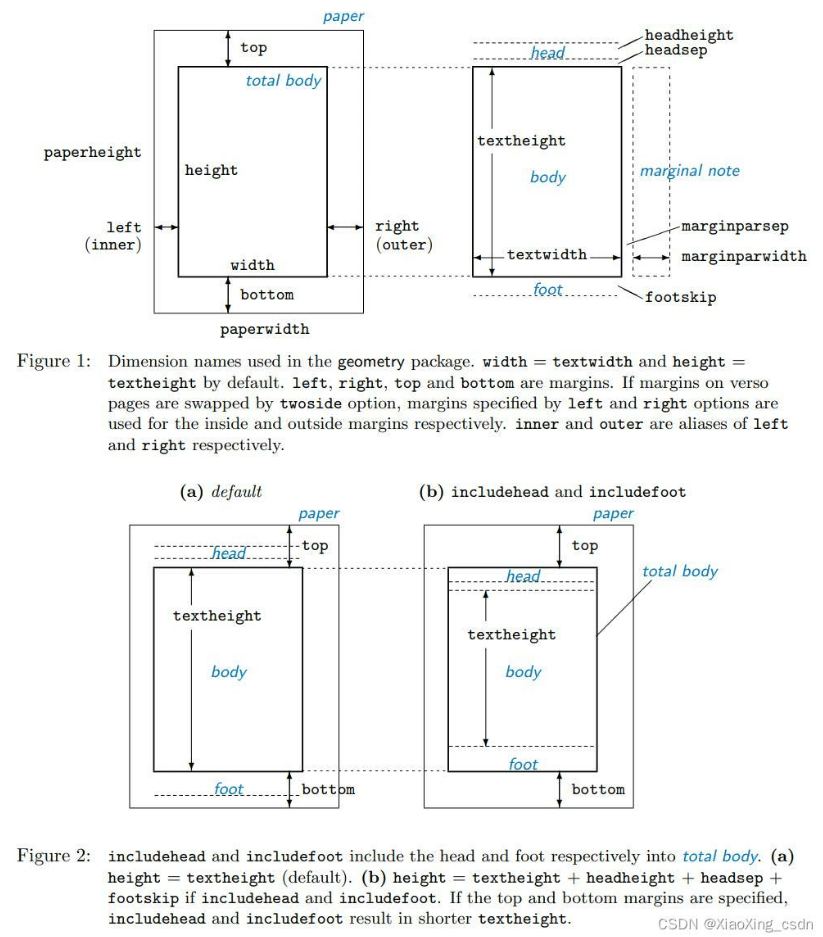 paper
top
headheight
head
headsep
total body
textheight
paperheight
height
body
marginal note
left
(inner)
right
(outer)
marginparsep
textwidth
marginparwidth
width
bottom
foot
footskip
paperwidth
Figure 1: Dimension names used in the geometry package. width = textwidth and height =
textheight by default. left, right, top and bottom are margins. If margins on verso
pages are swapped by twoside option, margins specified by left and right options are
used for the inside and outside margins respectively. inner and outer are aliases of left
and right respectively.
(a) default
(b) includehead and includefoot
paper
paper
head
top
top
head
total body
textheight
textheight
body
body
foot
foot
bottom
bottom
Figure 2: includehead and includefoot include the head and foot respectively into total body. (a)
height = textheight (default). (b) height = textheight + headheight + headsep +
footskip if includehead and includefoot. If the top and bottom margins are specified,
includehead and includefoot result in shorter textheight.
CSDN @XiaoXing_csdn